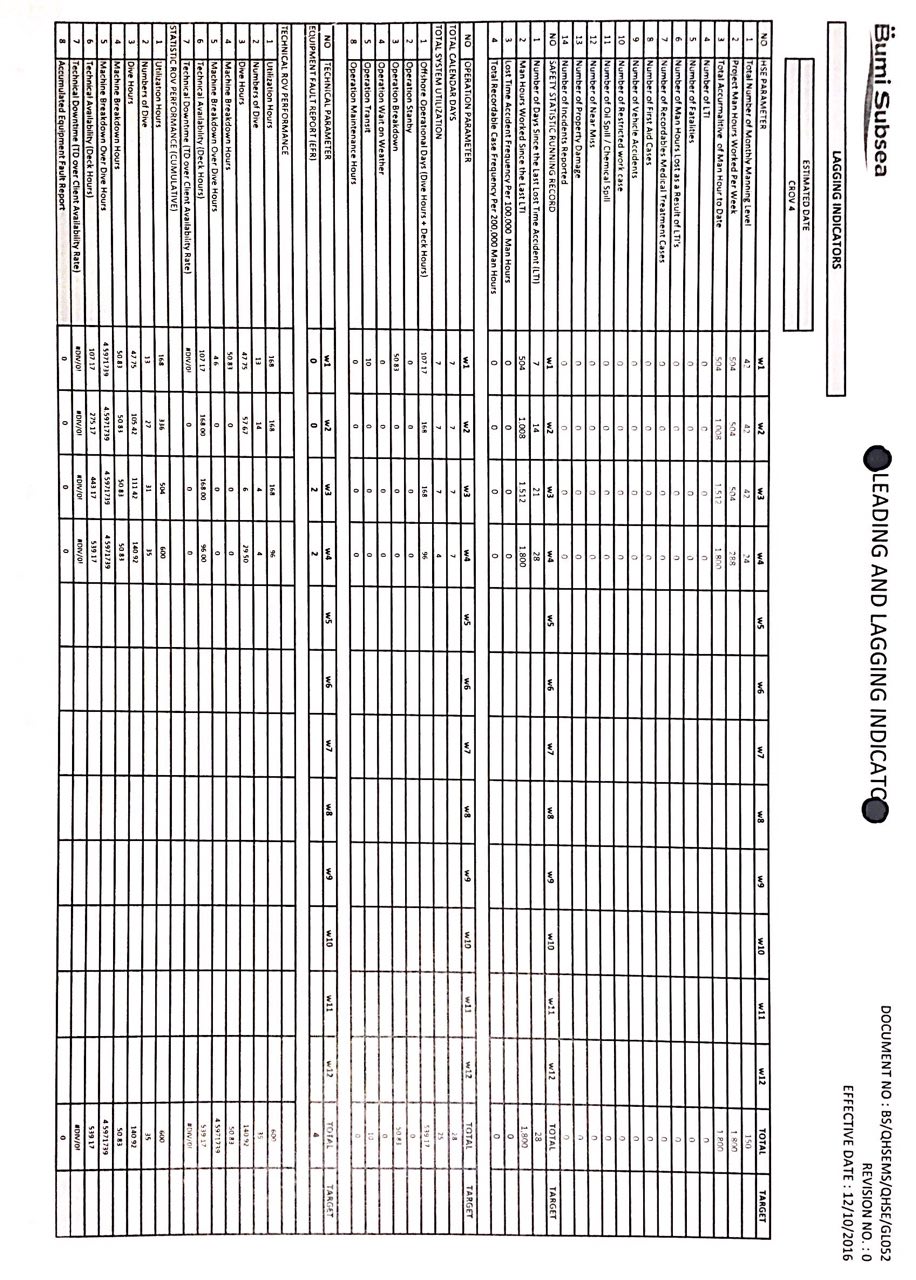 Bumi Subsea
LEADING AND LAGGING INDICATO
DOCUMENT NO : BS/QHSEMS/QHSE/GL052
REVISION NO. : 0
EFFECTIVE DATE : 12/10/2016
LAGGING INDICATORS
ESTIMATED DATE
CROV 4
NO HSE PARAMETER w1 w2 w3 w4 w5 w6 w7 w8 w9 w10 w11 w12 TOTAL TARGET
1 Total Number of Monthly Manning Level 42 42 42 24 150
2 Project Man Hours Worked Per Week 504 504 504 288 1,800
3 Total Accumalitive of Man Hour to Date 504 1,008 1,512 1,800 1,800
4 Number of LTI 0 0 0 0 0
5 Number of Fatalities 0 0 0 0 0
6 Number of Man Hours Lost as a Result of LTI's 0 0 0 0 0
7 Number of Recordables Medical Treatment Cases 0 0 0 0 0
8 Number of First Aid Cases 0 0 0 0 0
9 Number of Vehicle Accidents 0 0 0 0 0
10 Number of Restricted work case 0 0 0 0 0
11 Number of Oil Spill / Chemical Spill 0 0 0 0 0
12 Number of Near Miss 0 0 0 0 0
13 Number of Property Damage 0 0 0 0 0
14 Number of Incidents Reported 0 0 0 0 0
NO SAFETY STATISTIC RUNNING RECORD w1 w2 w3 w4 w5 w6 w7 w8 w9 w10 w11 w12 TOTAL TARGET
1 Number of Days Since the Last Lost Time Accident (LTI) 7 14 21 28 28
2 Man Hours Worked Since the Last LTI 504 1,008 1,512 1,800 1,800
3 Lost Time Accident Frequency Per 100,000 Man Hours 0 0 0 0 0
4 Total Recordable Case Frequency Per 200,000 Man Hours 0 0 0 0 0
NO OPERATION PARAMETER w1 w2 w3 w4 w5 w6 w7 w8 w9 w10 w11 w12 TOTAL TARGET
TOTAL CALENDAR DAYS 7 7 7 7 28
TOTAL SYSTEM UTILIZATION 7 7 7 4 25
1 Offshore Operational Days (Dive Hours + Deck Hours) 107.17 168 168 96 539.17
2 Operation Standby 0 0 0 0 0
3 Operation Breakdown 50.83 0 0 0 50.83
4 Operation Wait on Weather 0 0 0 0 0
5 Operation Transit 10 0 0 0 10
8 Operation Maintenance Hours 0 0 0 0 0
NO TECHNICAL PARAMETER w1 w2 w3 w4 w5 w6 w7 w8 w9 w10 w11 w12 TOTAL TARGET
EQUIPMENT FAULT REPORT (EFR) 0 0 2 2 4
TECHNICAL ROV PERFORMANCE
1 Utilization Hours 168 168 168 96 600
2 Numbers of Dive 13 14 4 4 35
3 Dive Hours 47.75 57.67 6 29.50 140.92
4 Machine Breakdown Hours 50.83 0 0 0 50.83
5 Machine Breakdown Over Dive Hours 4.6 0 0 0 4.5971739
6 Technical Availability (Deck Hours) 107.17 168.00 168.00 96.00 539.17
7 Technical Downtime (TD over Client Availability Rate) #DIV/0! 0 0 0 #DIV/0!
STATISTIC ROV PERFORMANCE (CUMULATIVE)
1 Utilization Hours 168 336 504 600 600
2 Numbers of Dive 13 27 31 35 35
3 Dive Hours 47.75 105.42 111.42 140.92 140.92
4 Machine Breakdown Hours 50.83 50.83 50.83 50.83 50.83
5 Machine Breakdown Over Dive Hours 4.5971739 4.5971739 4.5971739 4.5971739 4.5971739
6 Technical Availability (Deck Hours) 107.17 275.17 443.17 539.17 539.17
7 Technical Downtime (TD over Client Availability Rate) #DIV/0! #DIV/0! #DIV/0! #DIV/0! #DIV/0!
8 Accumulated Equipment Fault Report 0 0 0 0 0